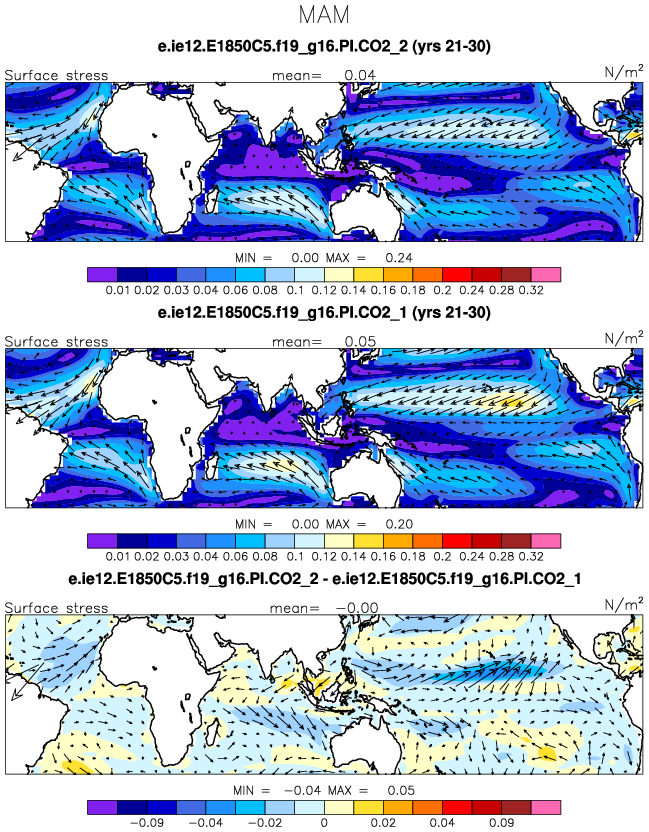 MAM
e.ie12.E1850C5.f19_g16.PI.CO2_2 (yrs 21-30)
Surface stress mean= 0.04 N/m²
MIN = 0.00 MAX = 0.24
0.01 0.02 0.03 0.04 0.06 0.08 0.1 0.12 0.14 0.16 0.18 0.2 0.24 0.28 0.32
e.ie12.E1850C5.f19_g16.PI.CO2_1 (yrs 21-30)
Surface stress mean= 0.05 N/m²
MIN = 0.00 MAX = 0.20
0.01 0.02 0.03 0.04 0.06 0.08 0.1 0.12 0.14 0.16 0.18 0.2 0.24 0.28 0.32
e.ie12.E1850C5.f19_g16.PI.CO2_2 - e.ie12.E1850C5.f19_g16.PI.CO2_1
Surface stress mean= -0.00 N/m²
MIN = -0.04 MAX = 0.05
-0.09 -0.04 -0.02 0 0.02 0.04 0.09